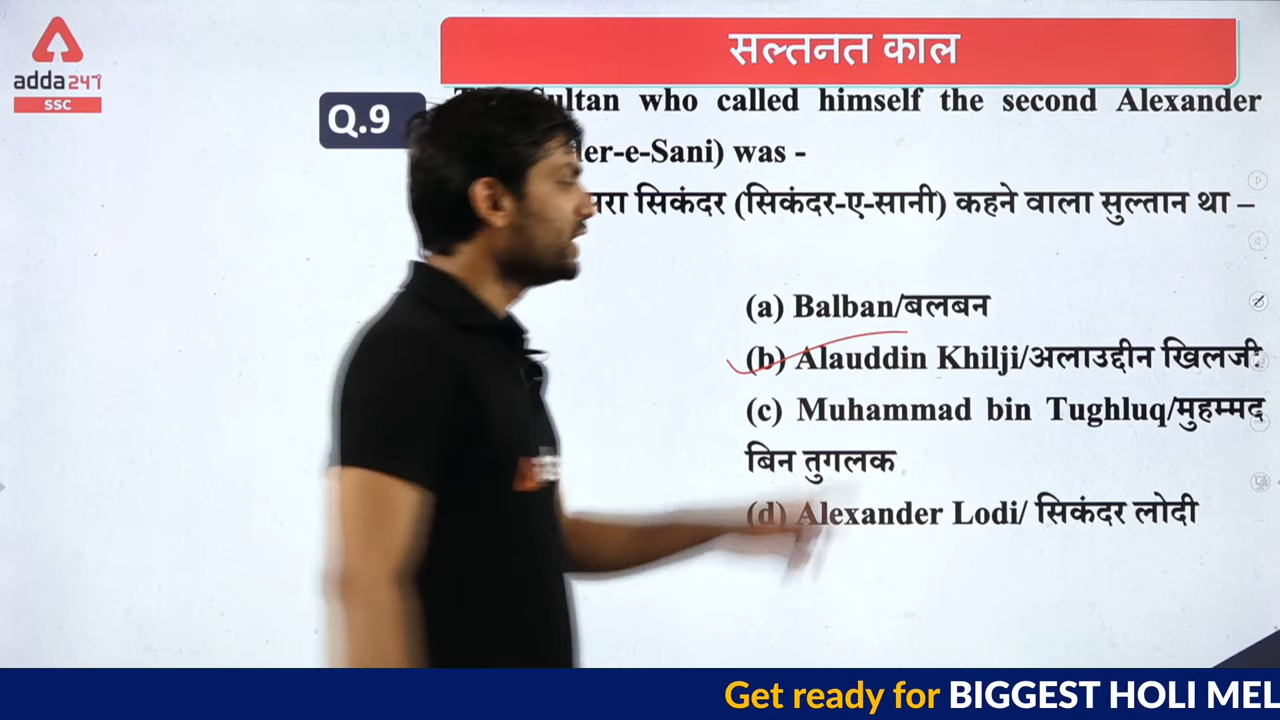 सल्तनत काल
adda247
SSC
Q.9
Sultan who called himself the second Alexander
der-e-Sani) was -
सिकंदर (सिकंदर-ए-सानी) कहने वाला सुल्तान था –
(a) Balban/बलबन
(b) Alauddin Khilji/अलाउद्दीन खिलजी
(c) Muhammad bin Tughluq/मुहम्मद
बिन तुगलक
(d) Alexander Lodi/ सिकंदर लोदी
Get ready for BIGGEST HOLI MEL